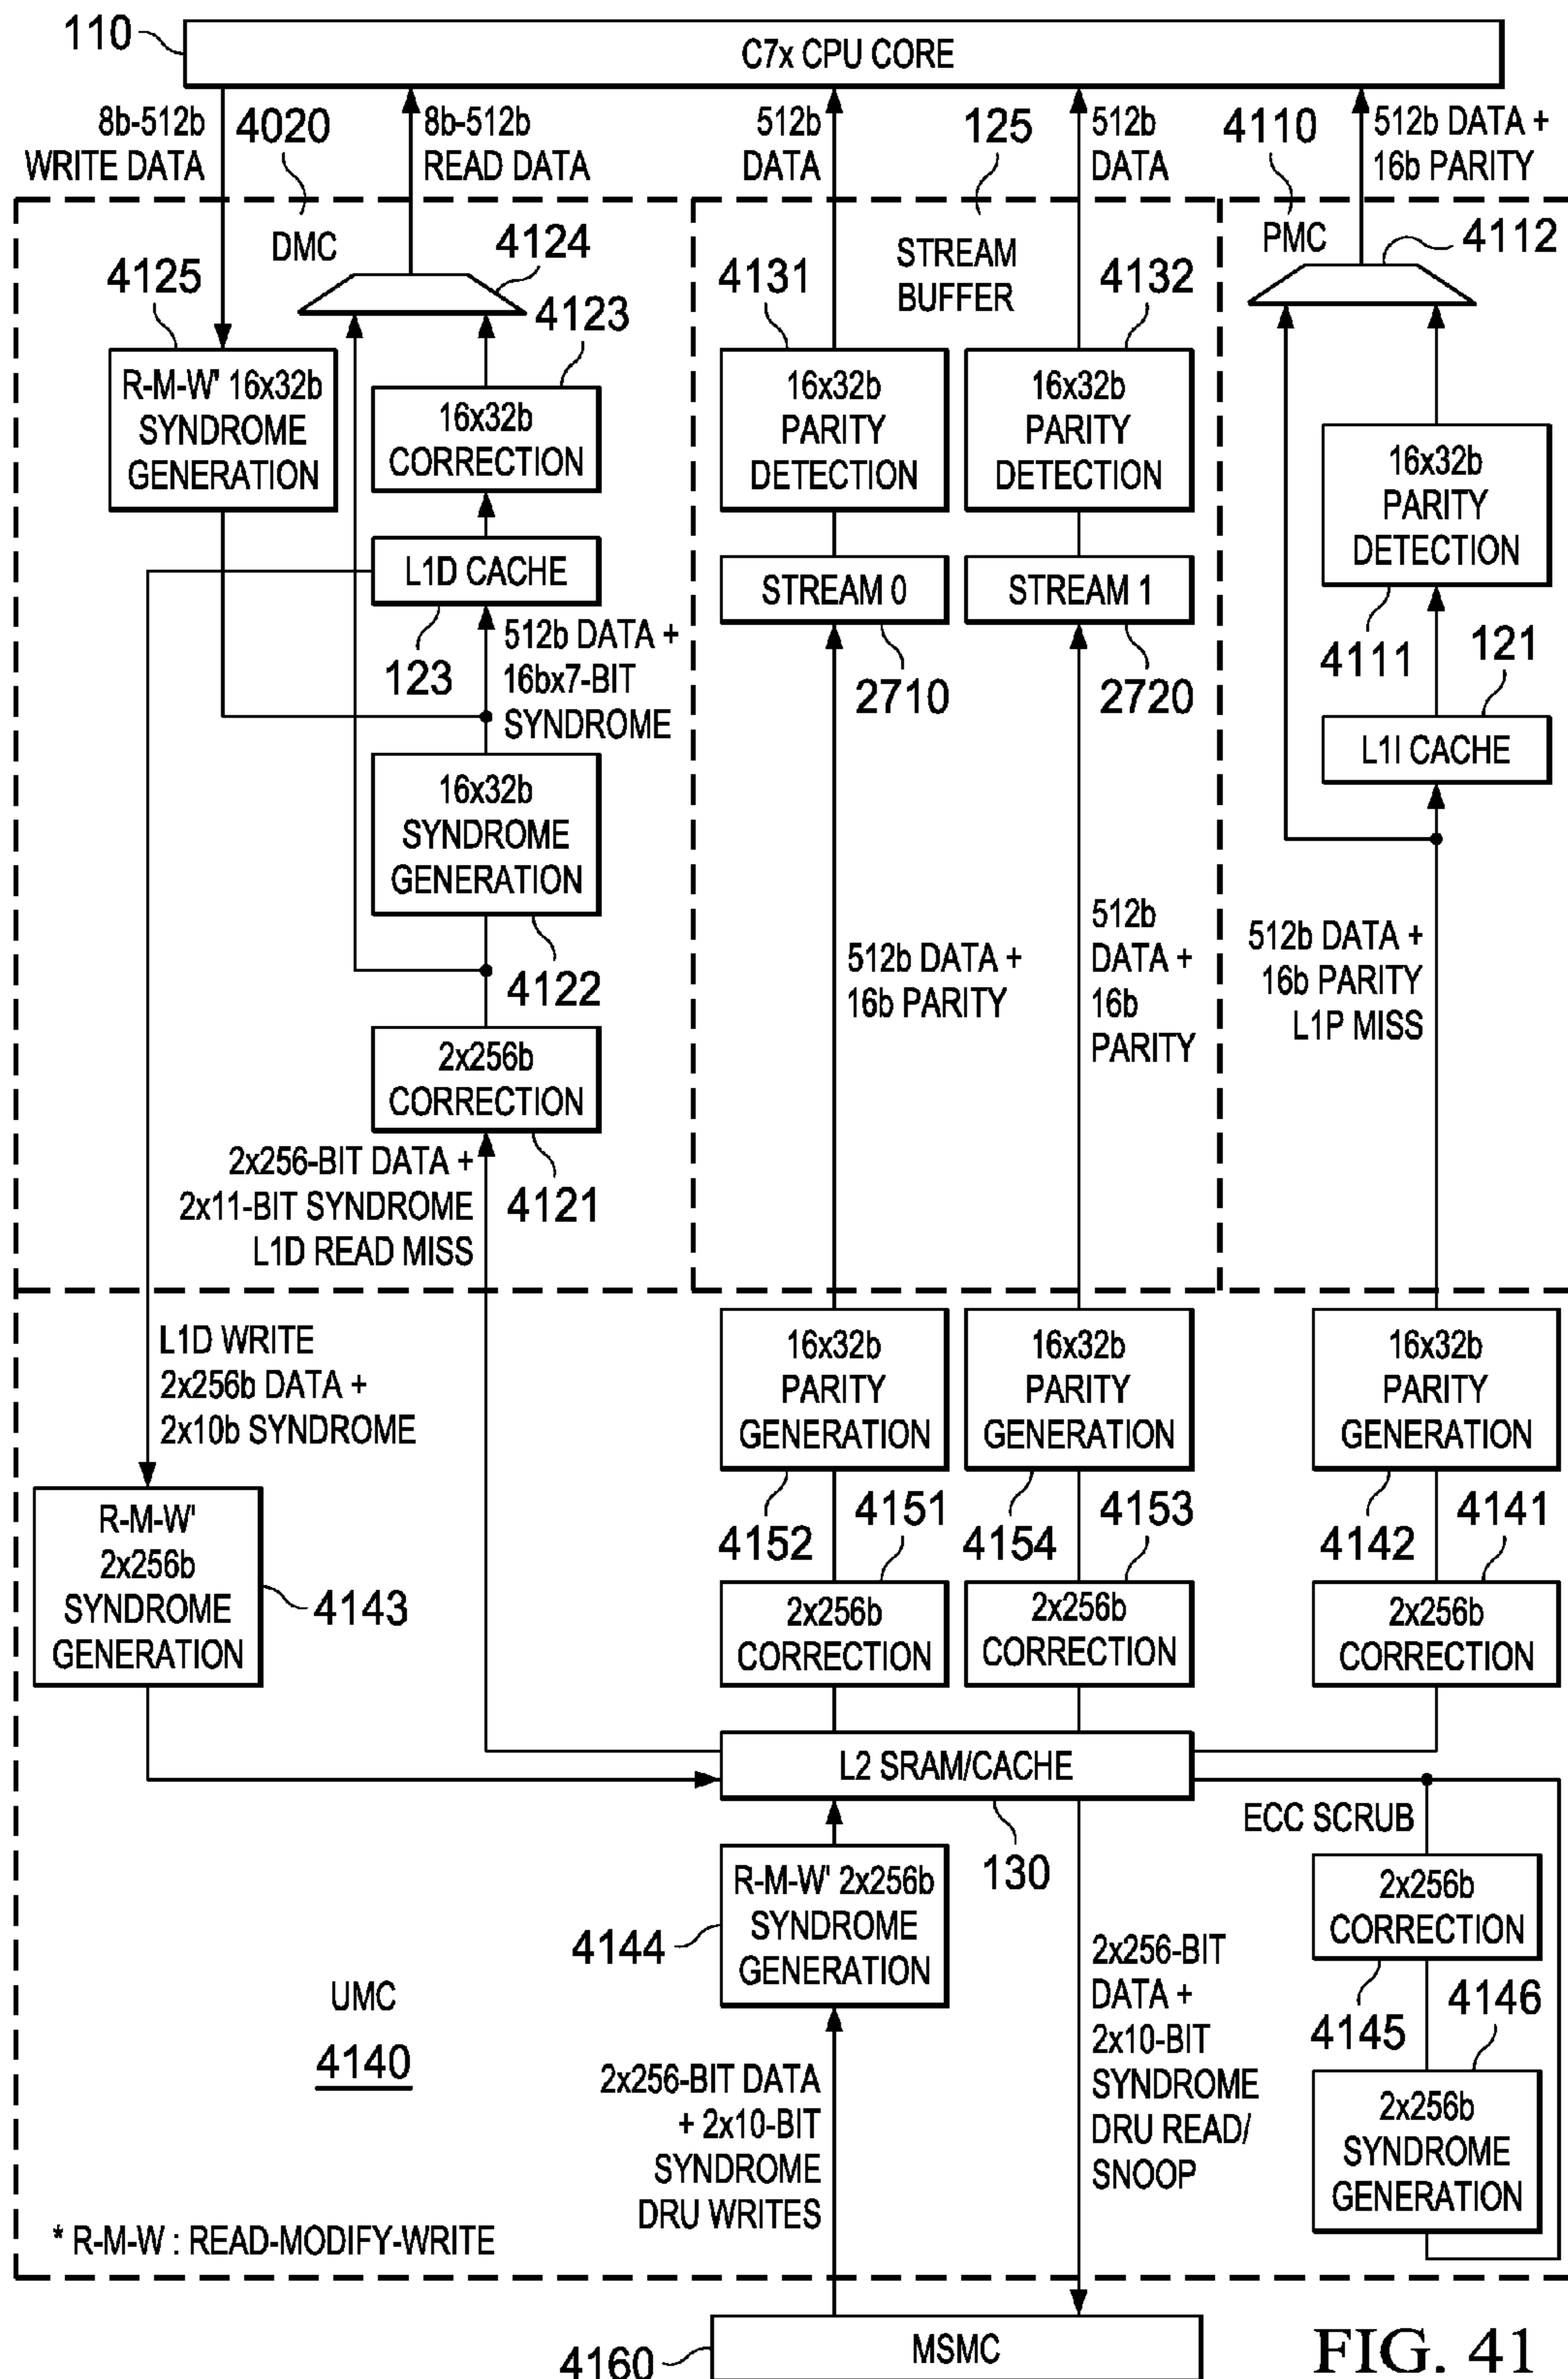 110
C7x CPU CORE
8b-512b
WRITE DATA
4020
8b-512b
READ DATA
512b
DATA
125
512b
DATA
4110
512b DATA +
16b PARITY
DMC
4124
4125
4123
R-M-W' 16x32b
SYNDROME
GENERATION
16x32b
CORRECTION
L1D CACHE
123
512b DATA +
16bx7-BIT
SYNDROME
16x32b
SYNDROME
GENERATION
4122
2x256b
CORRECTION
4121
2x256-BIT DATA +
2x11-BIT SYNDROME
L1D READ MISS
STREAM
BUFFER
4131
4132
16x32b
PARITY
DETECTION
16x32b
PARITY
DETECTION
STREAM 0
STREAM 1
2710
2720
512b DATA +
16b PARITY
512b
DATA +
16b
PARITY
PMC
4112
16x32b
PARITY
DETECTION
4111
121
L1I CACHE
512b DATA +
16b PARITY
L1P MISS
L1D WRITE
2x256b DATA +
2x10b SYNDROME
R-M-W'
2x256b
SYNDROME
GENERATION
4143
16x32b
PARITY
GENERATION
16x32b
PARITY
GENERATION
16x32b
PARITY
GENERATION
4152
4151
4154
4153
4142
4141
2x256b
CORRECTION
2x256b
CORRECTION
2x256b
CORRECTION
L2 SRAM/CACHE
130
ECC SCRUB
R-M-W' 2x256b
SYNDROME
GENERATION
4144
2x256b
CORRECTION
4145
4146
2x256b
SYNDROME
GENERATION
UMC
4140
2x256-BIT DATA
+ 2x10-BIT
SYNDROME
DRU WRITES
2x256-BIT
DATA +
2x10-BIT
SYNDROME
DRU READ/
SNOOP
* R-M-W : READ-MODIFY-WRITE
4160
MSMC
FIG. 41